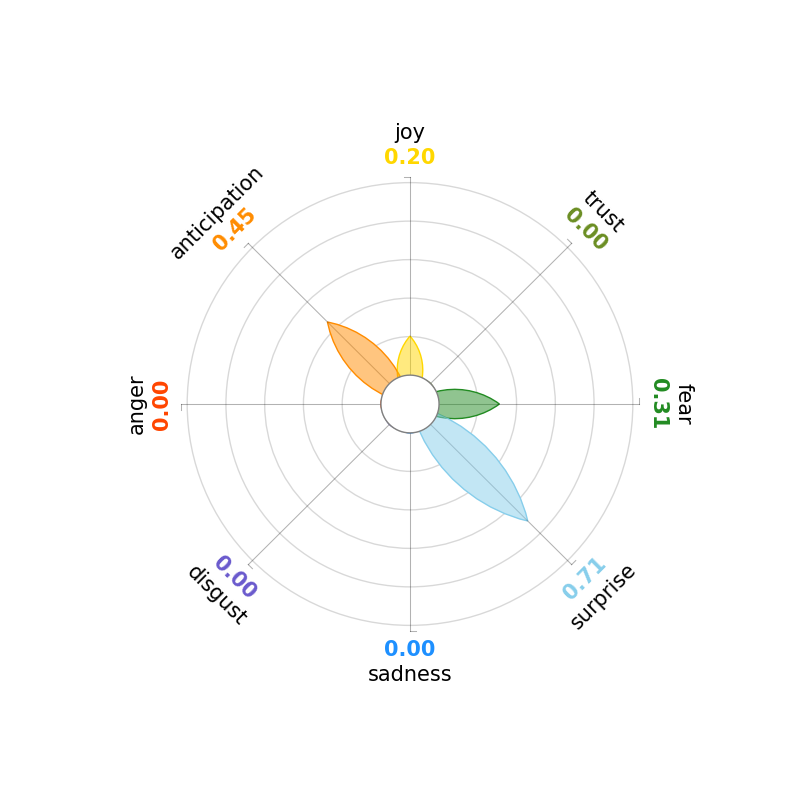 joy
0.20
trust
0.00
fear
0.31
surprise
0.71
0.00
sadness
disgust
0.00
anger
0.00
anticipation
0.45